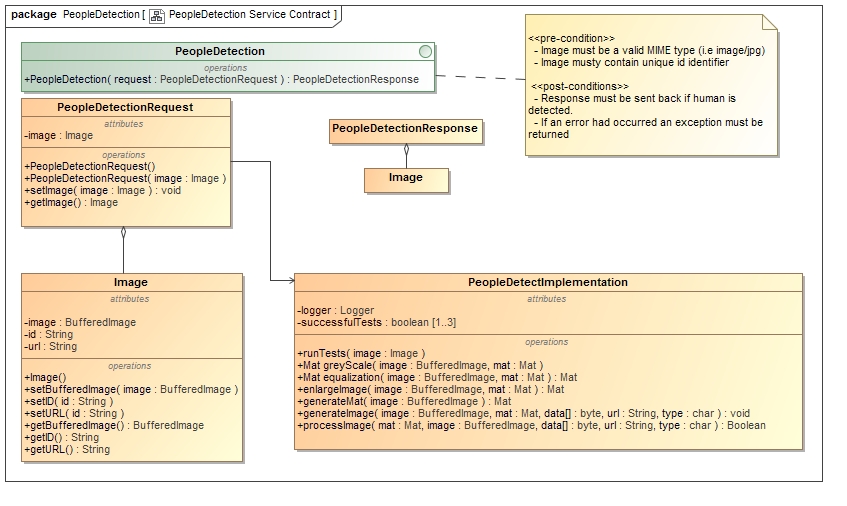 package PeopleDetection [ PeopleDetection Service Contract ]
PeopleDetection
operations
+PeopleDetection( request : PeopleDetectionRequest ) : PeopleDetectionResponse
<<pre-condition>>
- Image must be a valid MIME type (i.e image/jpg)
- Image musty contain unique id identifier
<<post-conditions>>
- Response must be sent back if human is
detected.
- If an error had occurred an exception must be
returned
PeopleDetectionRequest
attributes
-image : Image
operations
+PeopleDetectionRequest()
+PeopleDetectionRequest( image : Image )
+setImage( image : Image ) : void
+getImage() : Image
PeopleDetectionResponse
Image
Image
attributes
-image : BufferedImage
-id : String
-url : String
operations
+Image()
+setBufferedImage( image : BufferedImage )
+setID( id : String )
+setURL( id : String )
+getBufferedImage() : BufferedImage
+getID() : String
+getURL() : String
PeopleDetectImplementation
attributes
-logger : Logger
-successfulTests : boolean [1..3]
operations
+runTests( image : Image )
+Mat greyScale( image : BufferedImage, mat : Mat )
+Mat equalization( image : BufferedImage, mat : Mat ) : Mat
+enlargeImage( image : BufferedImage, mat : Mat ) : Mat
+generateMat( image : BufferedImage ) : Mat
+generateImage( image : BufferedImage, mat : Mat, data[] : byte, url : String, type : char ) : void
+processImage( mat : Mat, image : BufferedImage, data[] : byte, url : String, type : char ) : Boolean